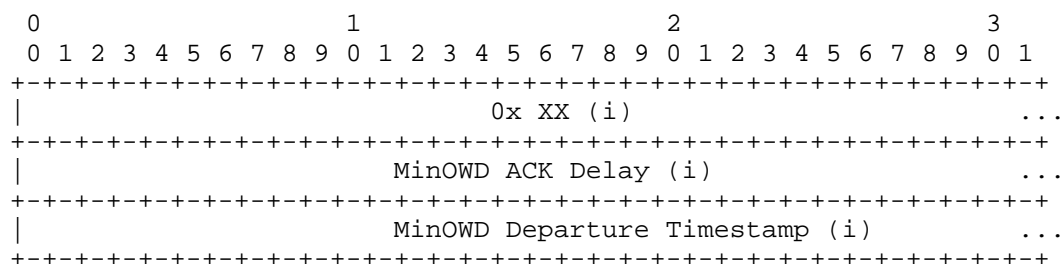 0                   1                   2                   3
 0 1 2 3 4 5 6 7 8 9 0 1 2 3 4 5 6 7 8 9 0 1 2 3 4 5 6 7 8 9 0 1
+-+-+-+-+-+-+-+-+-+-+-+-+-+-+-+-+-+-+-+-+-+-+-+-+-+-+-+-+-+-+-+-+
|                             0x XX (i)                        ...
+-+-+-+-+-+-+-+-+-+-+-+-+-+-+-+-+-+-+-+-+-+-+-+-+-+-+-+-+-+-+-+-+
|                       MinOWD ACK Delay (i)                   ...
+-+-+-+-+-+-+-+-+-+-+-+-+-+-+-+-+-+-+-+-+-+-+-+-+-+-+-+-+-+-+-+-+
|                       MinOWD Departure Timestamp (i)         ...
+-+-+-+-+-+-+-+-+-+-+-+-+-+-+-+-+-+-+-+-+-+-+-+-+-+-+-+-+-+-+-+-+